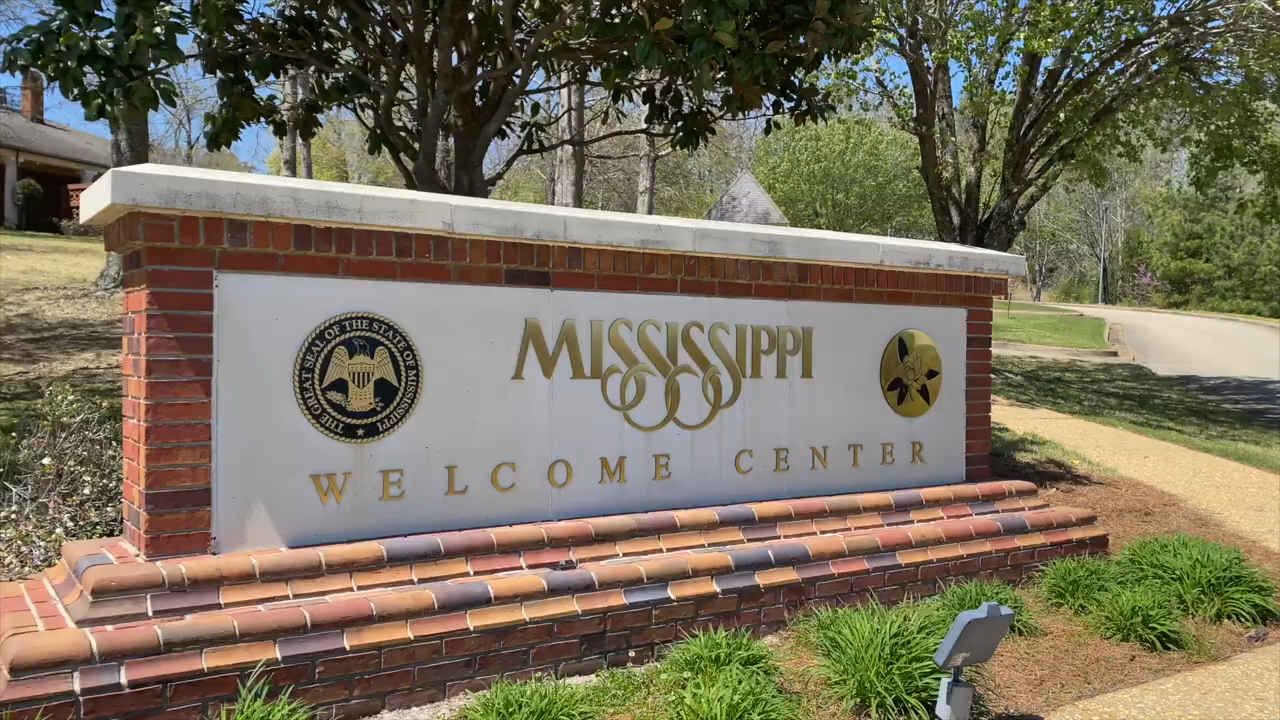 THE GREAT SEAL OF THE STATE OF MISSISSIPPI
MISSISSIPPI
WELCOME CENTER